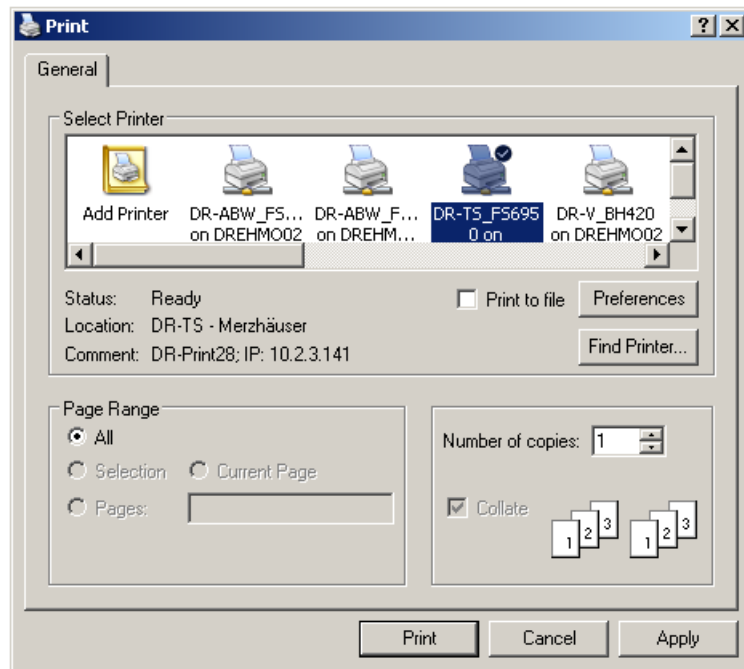 Print
General
Select Printer
Add Printer
DR-ABW_FS...
on DREHMO02
DR-ABW_F...
on DREHM...
DR-TS_FS695
0 on
DR-V_BH420
on DREHMO02
Status: Ready
Print to file
Preferences
Location: DR-TS - Merzhäuser
Comment: DR-Print28; IP: 10.2.3.141
Find Printer...
Page Range
All
Selection
Current Page
Pages:
Number of copies: 1
Collate
1 2 3
1 2 3
Print
Cancel
Apply